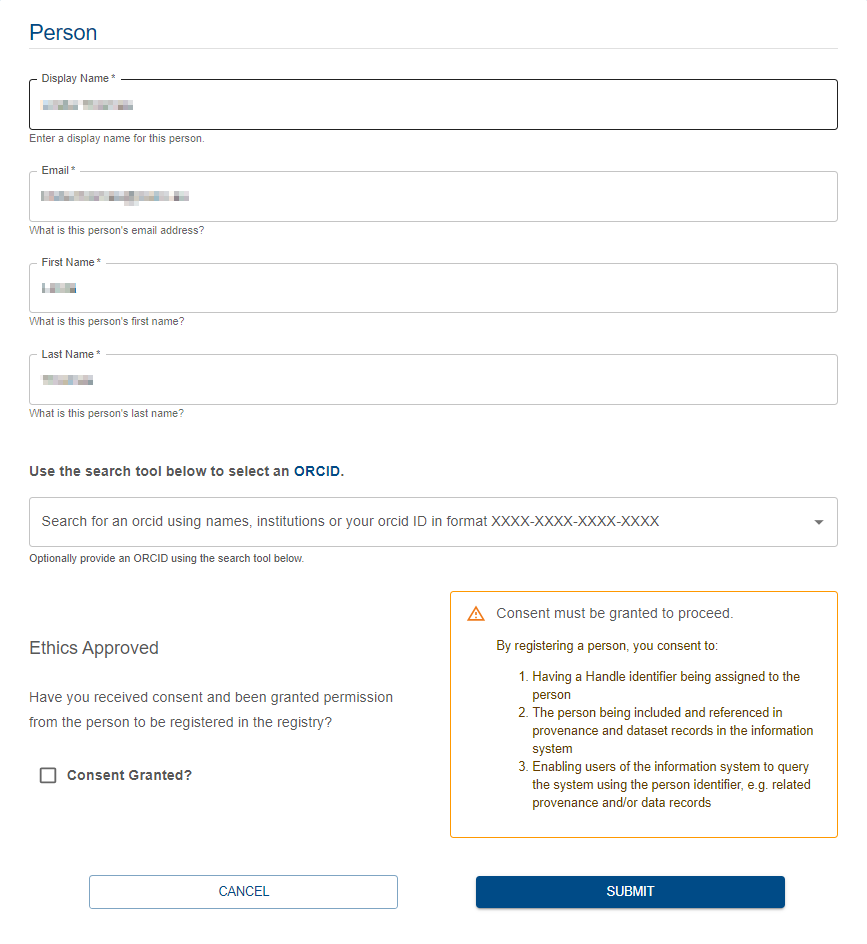 Person
Display Name *
Enter a display name for this person.
Email *
What is this person's email address?
First Name *
What is this person's first name?
Last Name *
What is this person's last name?
Use the search tool below to select an ORCID.
Search for an orcid using names, institutions or your orcid ID in format XXXX-XXXX-XXXX-XXXX
Optionally provide an ORCID using the search tool below.
Ethics Approved
Have you received consent and been granted permission
from the person to be registered in the registry?
Consent Granted?
Consent must be granted to proceed.
By registering a person, you consent to:
1. Having a Handle identifier being assigned to the
person
2. The person being included and referenced in
provenance and dataset records in the information
system
3. Enabling users of the information system to query
the system using the person identifier, e.g. related
provenance and/or data records
CANCEL
SUBMIT